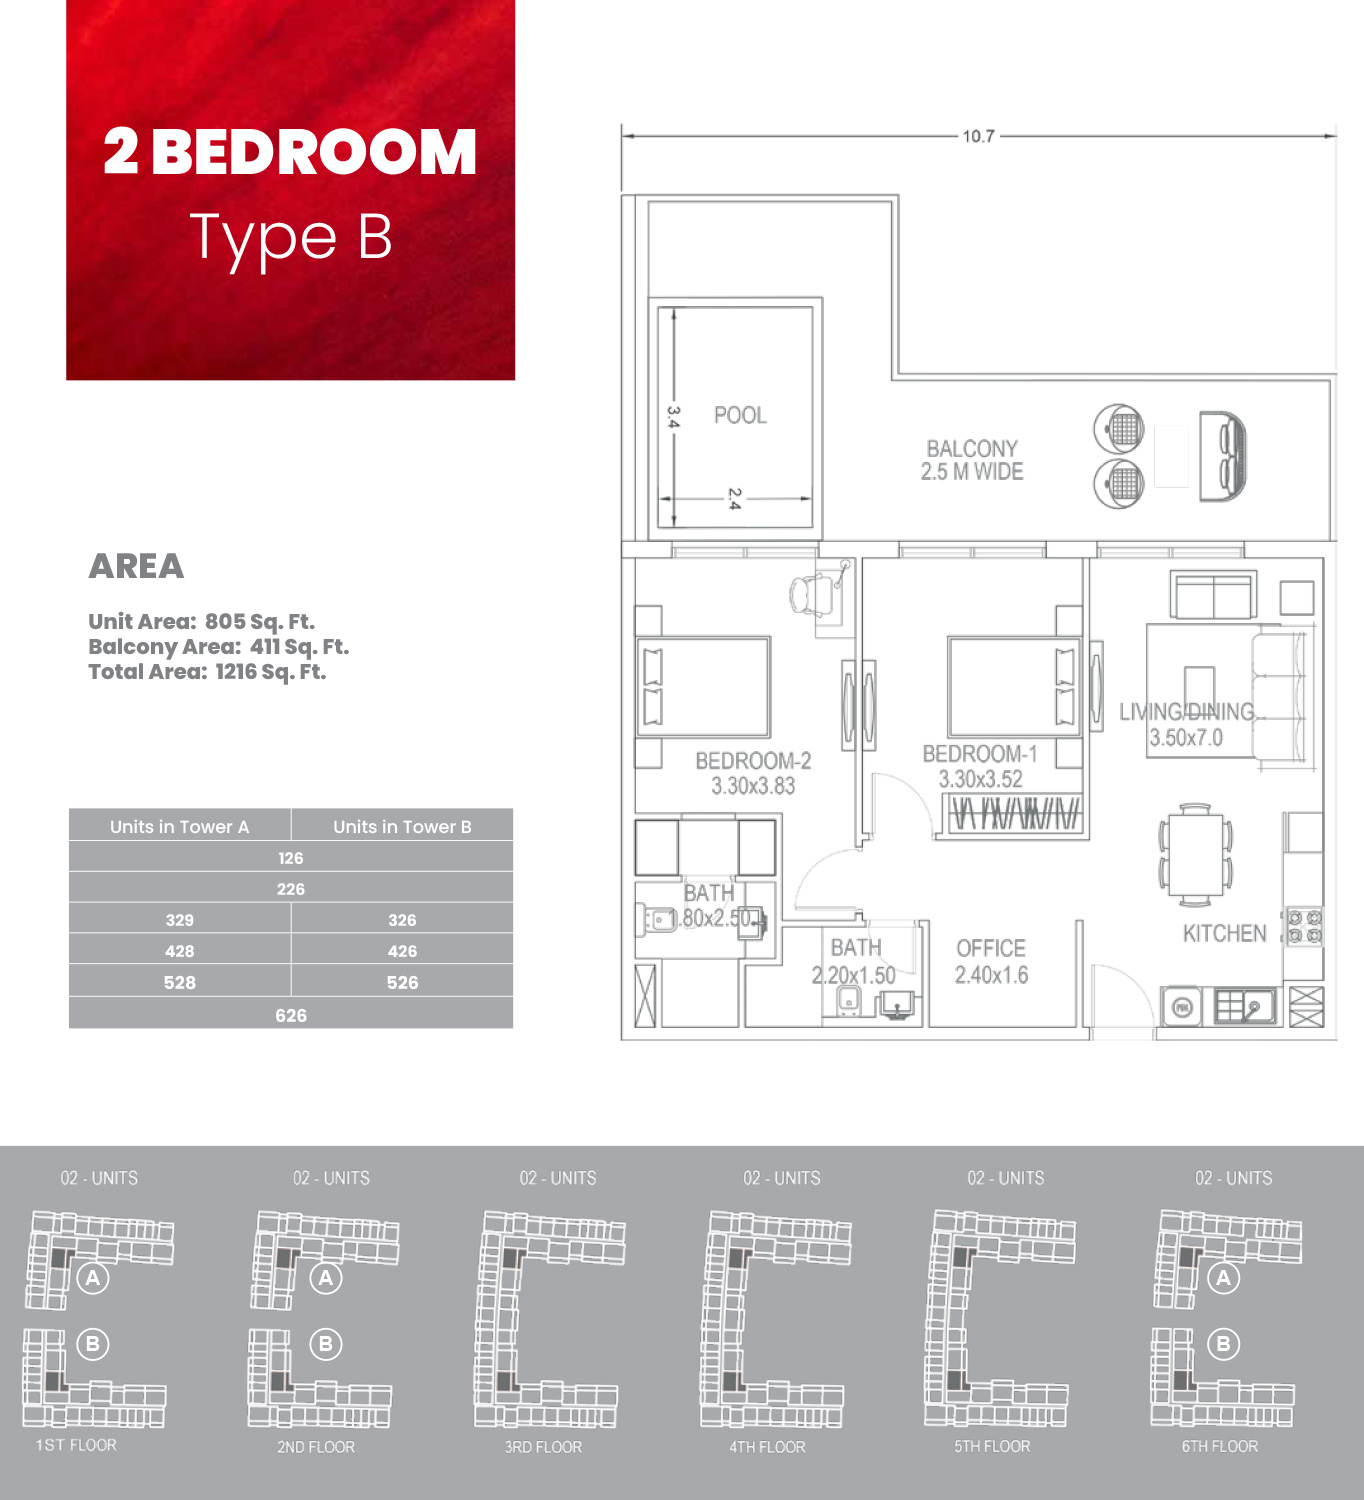 2 BEDROOM
Type B
10.7
POOL
3.4
2.4
BALCONY
2.5 M WIDE
AREA
Unit Area: 805 Sq. Ft.
Balcony Area: 411 Sq. Ft.
Total Area: 1216 Sq. Ft.
LIVING/DINING
3.50x7.0
BEDROOM-2
3.30x3.83
BEDROOM-1
3.30x3.52
Units in Tower A Units in Tower B
126
226
329 326
428 426
528 526
626
BATH
1.80x2.50
BATH
2.20x1.50
OFFICE
2.40x1.6
KITCHEN
02 - UNITS 02 - UNITS 02 - UNITS 02 - UNITS 02 - UNITS 02 - UNITS
A A A
B B B
1ST FLOOR 2ND FLOOR 3RD FLOOR 4TH FLOOR 5TH FLOOR 6TH FLOOR